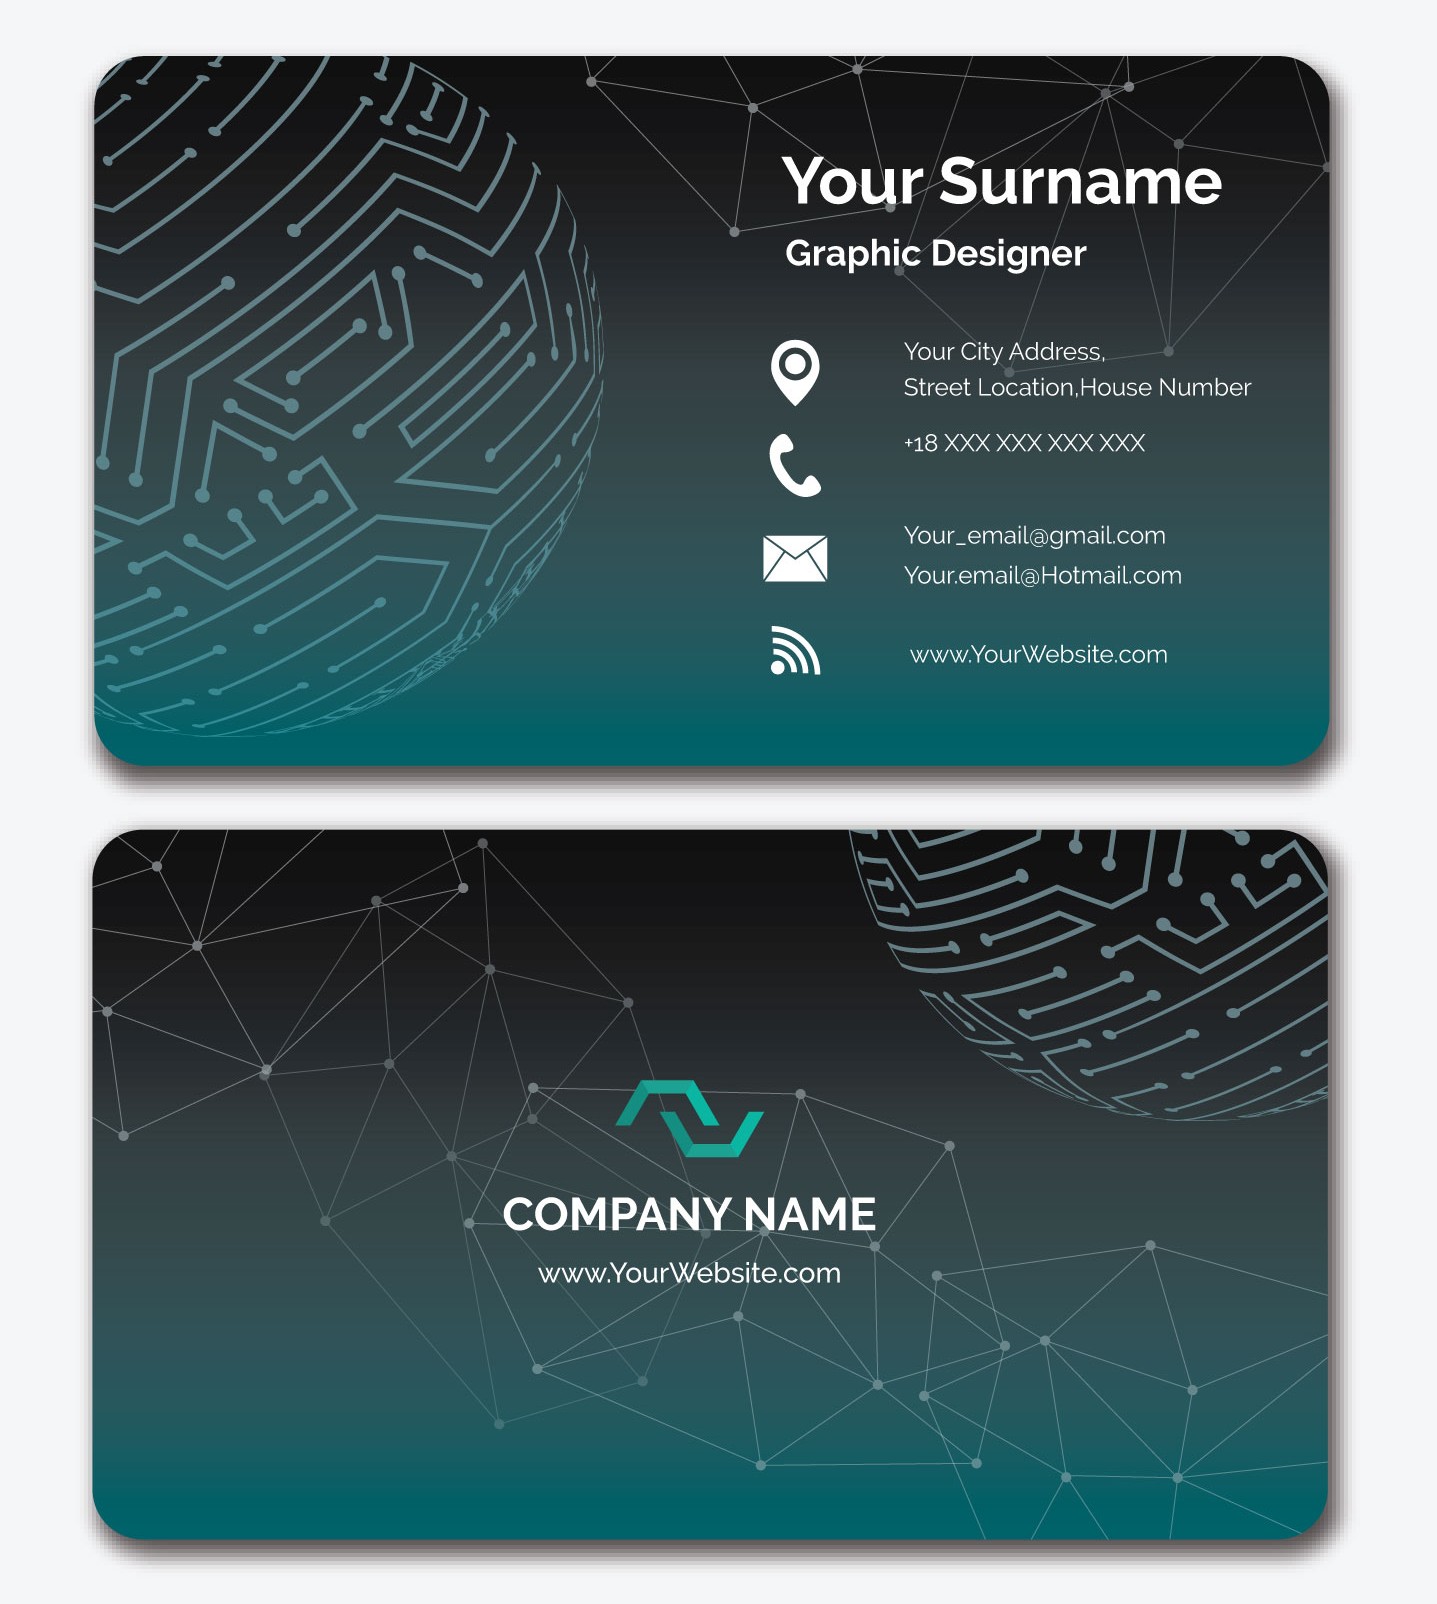 Your Surname
Graphic Designer
Your City Address,
Street Location,House Number
+18 XXX XXX XXX XXX
Your_email@gmail.com
Your.email@Hotmail.com
www.YourWebsite.com
COMPANY NAME
www.YourWebsite.com